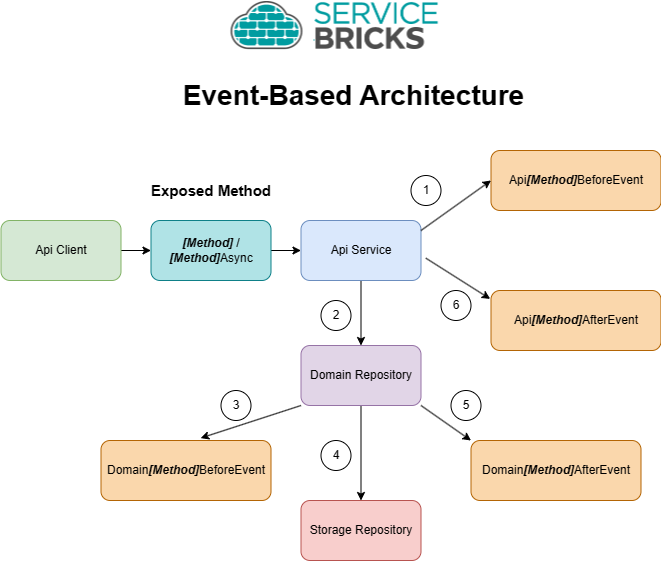 SERVICE
BRICKS
Event-Based Architecture
Exposed Method
1
Api[Method]BeforeEvent
Api Client
[Method] /
[Method]Async
Api Service
2
6
Api[Method]AfterEvent
Domain Repository
3
5
4
Domain[Method]BeforeEvent
Domain[Method]AfterEvent
Storage Repository